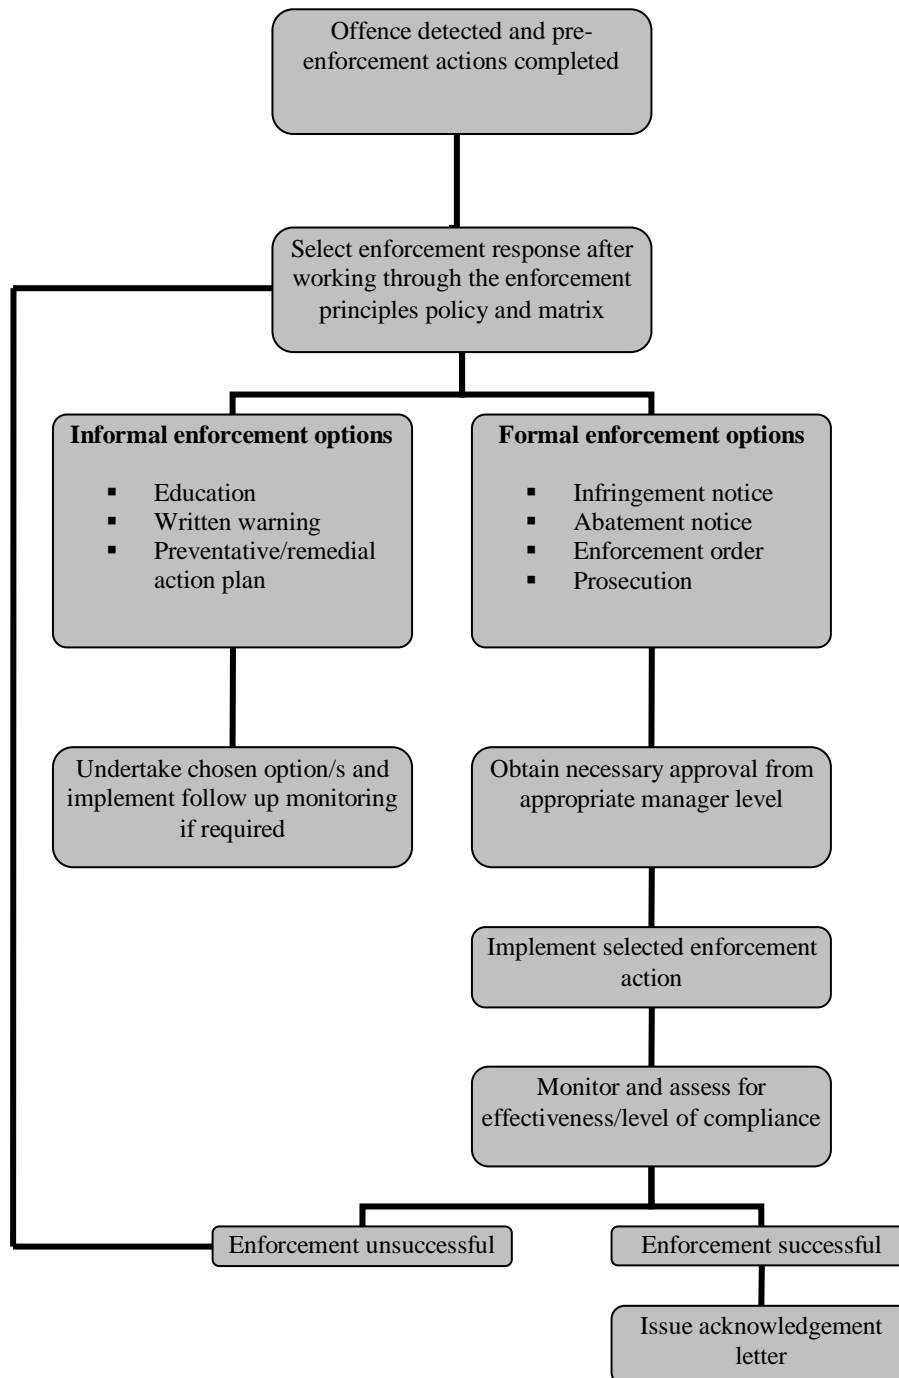 Offence detected and pre-
enforcement actions completed
Select enforcement response after
working through the enforcement
principles policy and matrix
Informal enforcement options
▪ Education
▪ Written warning
▪ Preventative/remedial
action plan
Formal enforcement options
▪ Infringement notice
▪ Abatement notice
▪ Enforcement order
▪ Prosecution
Undertake chosen option/s and
implement follow up monitoring
if required
Obtain necessary approval from
appropriate manager level
Implement selected enforcement
action
Monitor and assess for
effectiveness/level of compliance
Enforcement unsuccessful
Enforcement successful
Issue acknowledgement
letter